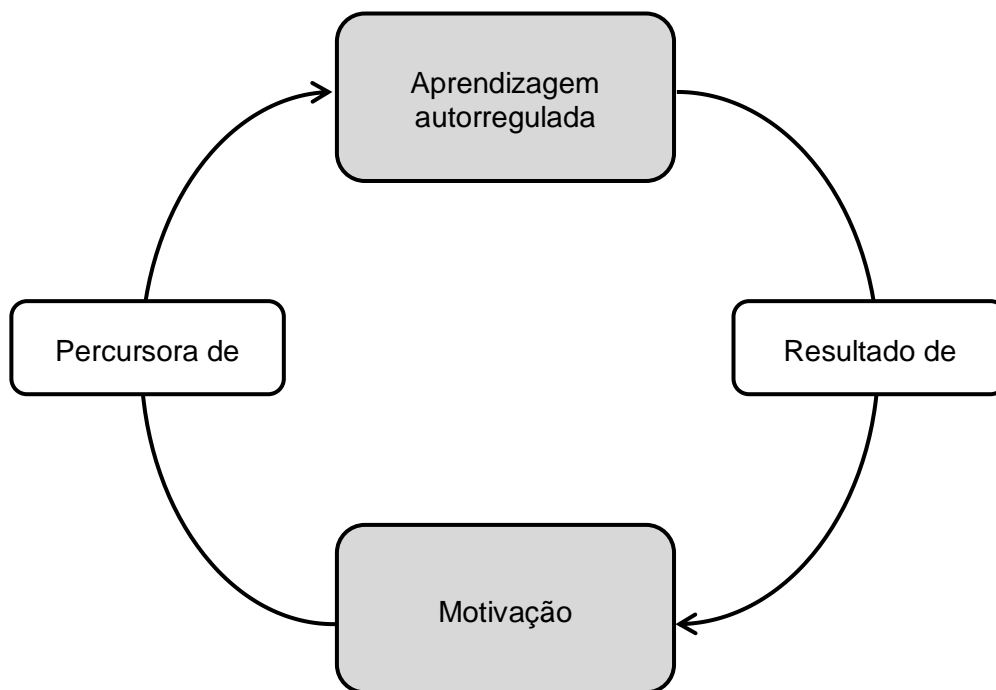 Aprendizagem
autorregulada
Percursora de
Resultado de
Motivação